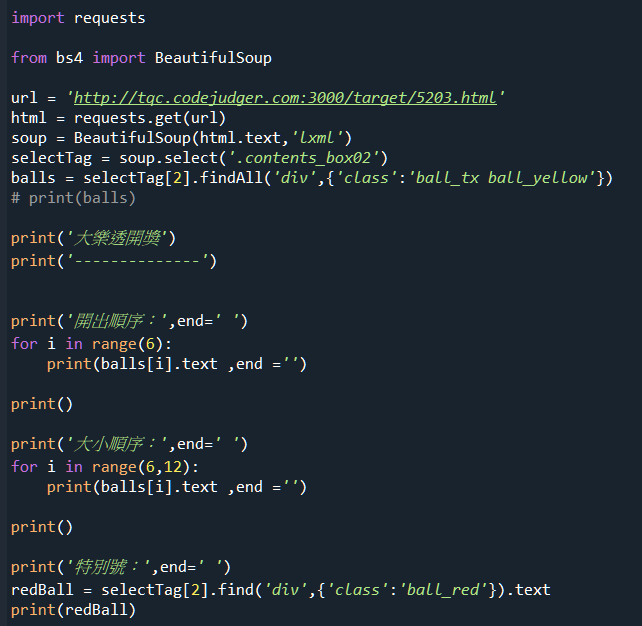 import requests
from bs4 import BeautifulSoup
url = 'http://tqc.codejudger.com:3000/target/5203.html'
html = requests.get(url)
soup = BeautifulSoup(html.text,'lxml')
selectTag = soup.select('.contents_box02')
balls = selectTag[2].findAll('div',{'class':'ball_tx ball_yellow'})
# print(balls)
print('大樂透開獎')
print('--------------')
print('開出順序：',end=' ')
for i in range(6):
    print(balls[i].text ,end ='')
print()
print('大小順序：',end=' ')
for i in range(6,12):
    print(balls[i].text ,end ='')
print()
print('特別號：',end=' ')
redBall = selectTag[2].find('div',{'class':'ball_red'}).text
print(redBall)